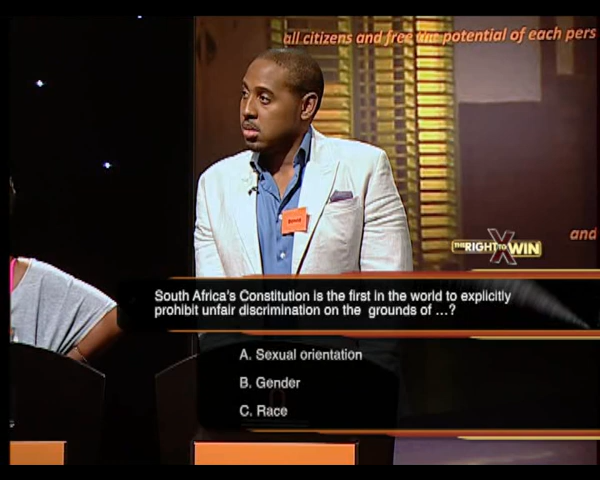 all citizens and free the potential of each pers
and
THE RIGHT TO WIN
South Africa's Constitution is the first in the world to explicitly
prohibit unfair discrimination on the grounds of ...?
A. Sexual orientation
B. Gender
C. Race